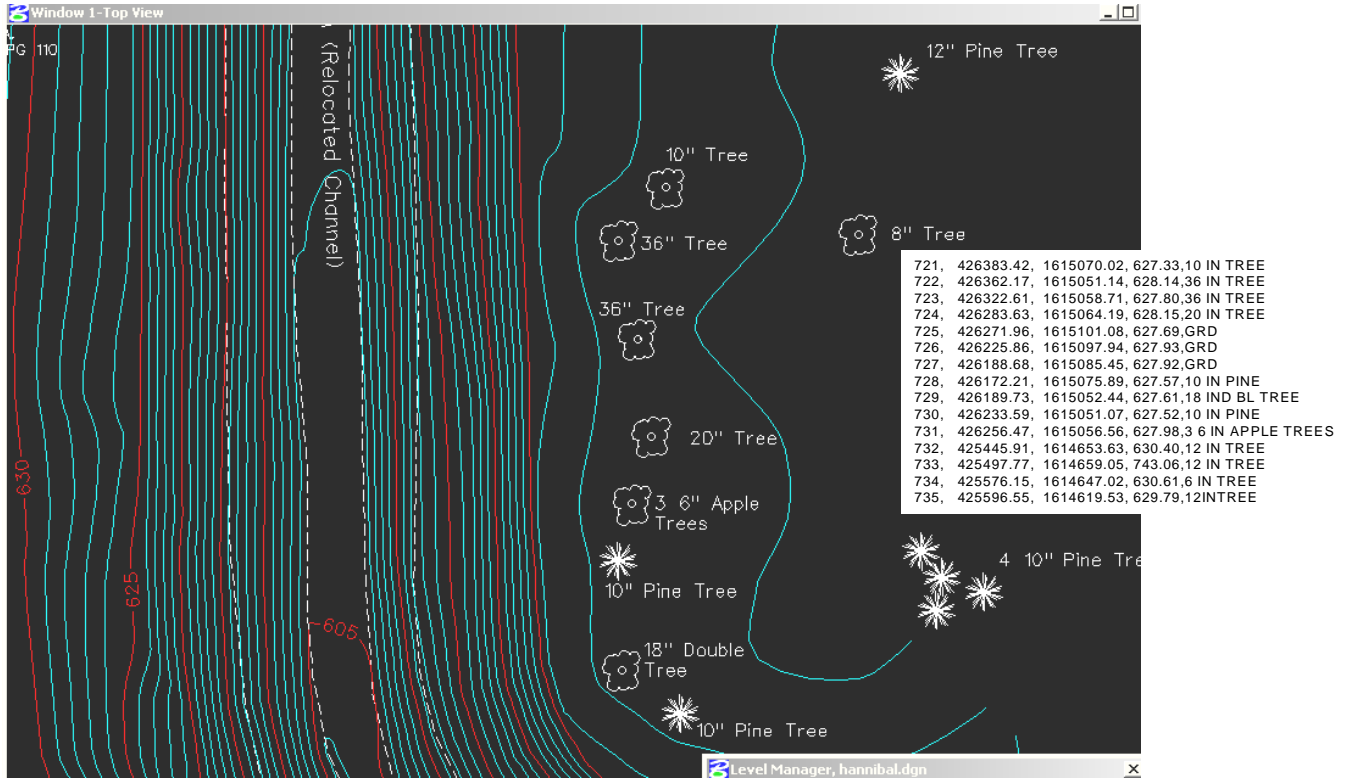 Window 1-Top View
PG 110
(Relocated Channel)
12" Pine Tree
10" Tree
36" Tree
8" Tree
36" Tree
20" Tree
3 6" Apple
Trees
10" Pine Tree
4 10" Pine Tre
18" Double
Tree
10" Pine Tree
630
625
605
721, 426383.42, 1615070.02, 627.33,10 IN TREE
722, 426362.17, 1615051.14, 628.14,36 IN TREE
723, 426322.61, 1615058.71, 627.80,36 IN TREE
724, 426283.63, 1615064.19, 628.15,20 IN TREE
725, 426271.96, 1615101.08, 627.69,GRD
726, 426225.86, 1615097.94, 627.93,GRD
727, 426188.68, 1615085.45, 627.92,GRD
728, 426172.21, 1615075.89, 627.57,10 IN PINE
729, 426189.73, 1615052.44, 627.61,18 IND BL TREE
730, 426233.59, 1615051.07, 627.52,10 IN PINE
731, 426256.47, 1615056.56, 627.98,3 6 IN APPLE TREES
732, 425445.91, 1614653.63, 630.40,12 IN TREE
733, 425497.77, 1614659.05, 743.06,12 IN TREE
734, 425576.15, 1614647.02, 630.61,6 IN TREE
735, 425596.55, 1614619.53, 629.79,12INTREE
Level Manager, hannibal.dgn